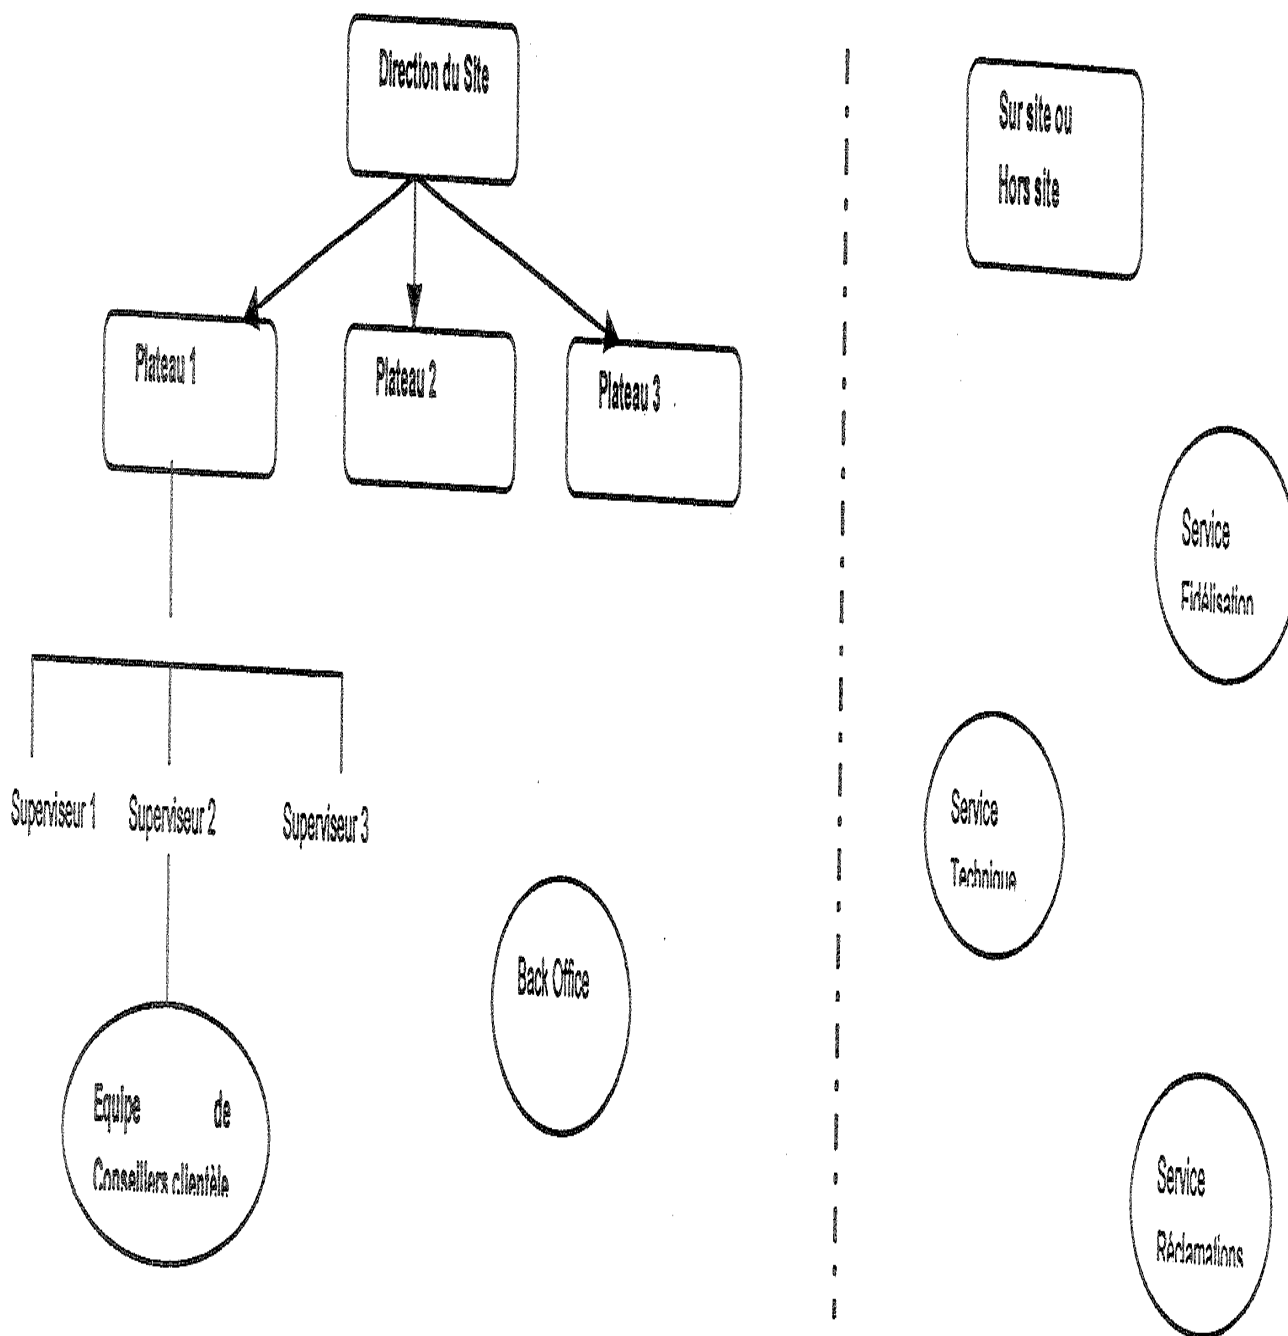 Direction du Site
Sur site ou
Hors site
Plateau 1
Plateau 2
Plateau 3
Service
Fidélisation
Superviseur 1
Superviseur 2
Superviseur 3
Service
Technique
Back Office
Equipe de
Conseillers clientèle
Service
Réclamations